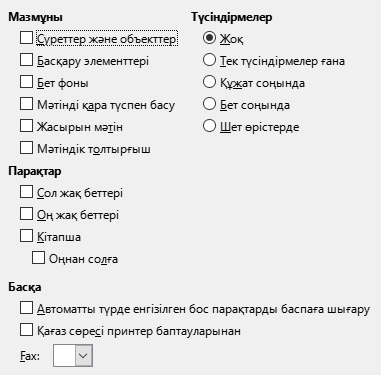 Мазмұны
Суреттер және объекттер
Басқару элементтері
Бет фоны
Мәтінді қара түспен басу
Жасырын мәтін
Мәтіндік толтырғыш
Түсіндірмелер
Жоқ
Тек түсіндірмелер ғана
Құжат соңында
Бет соңында
Шет өрістерде
Парақтар
Сол жақ беттері
Оң жақ беттері
Кітапша
Оңнан солға
Басқа
Автоматты түрде енгізілген бос парақтарды баспаға шығару
Қағаз сөресі принтер баптауларынан
Fax: